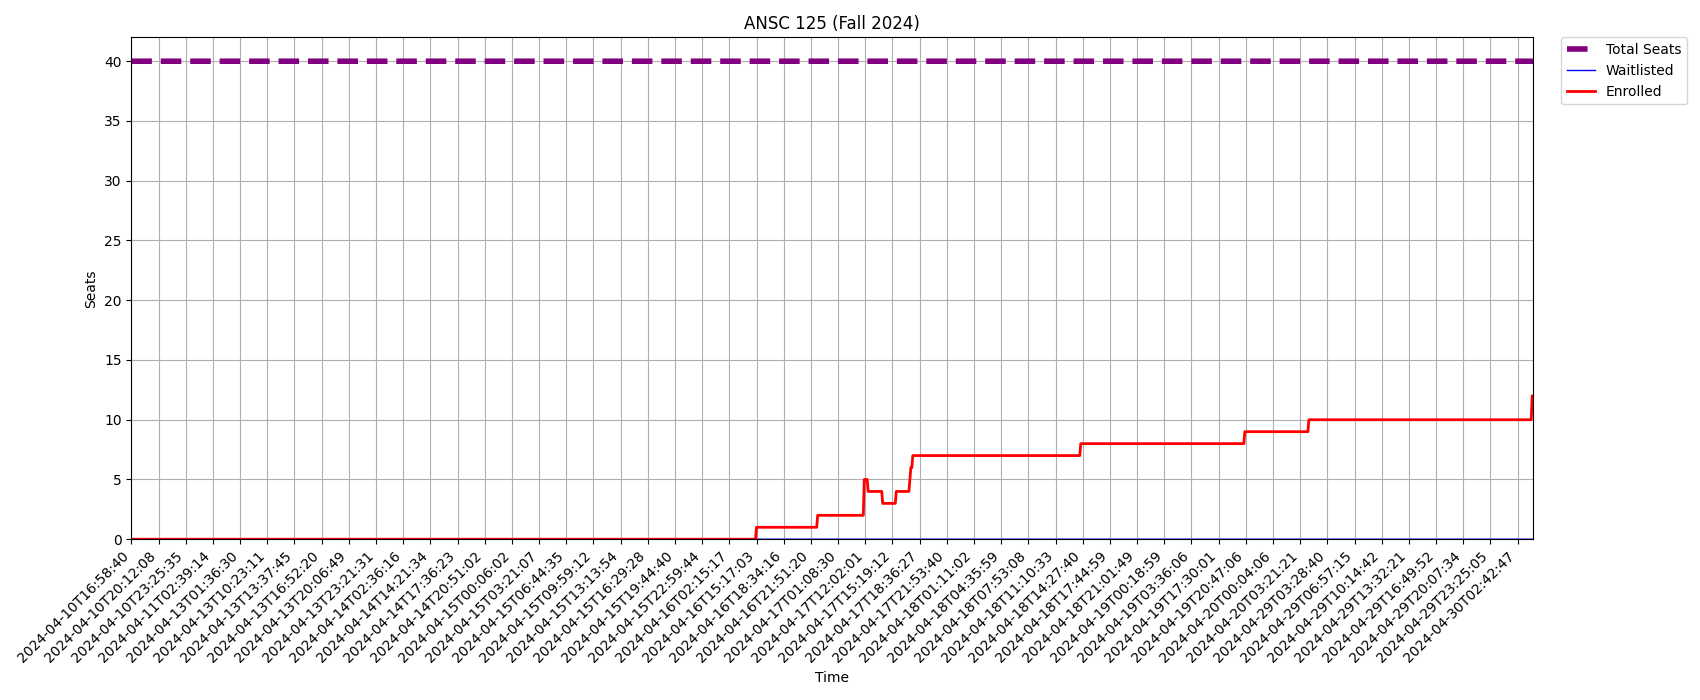 ANSC 125 (Fall 2024)
Total Seats
Waitlisted
Enrolled
Seats
40
35
30
25
20
15
10
5
0
2024-04-10T16:58:40
2024-04-10T20:12:08
2024-04-10T23:25:35
2024-04-11T02:39:14
2024-04-13T01:36:30
2024-04-13T10:23:11
2024-04-13T13:37:45
2024-04-13T16:52:20
2024-04-13T20:06:49
2024-04-13T23:21:31
2024-04-14T02:36:16
2024-04-14T14:21:34
2024-04-14T17:36:23
2024-04-14T20:51:02
2024-04-15T00:06:02
2024-04-15T03:21:07
2024-04-15T06:44:35
2024-04-15T09:59:12
2024-04-15T13:13:54
2024-04-15T16:29:28
2024-04-15T19:44:40
2024-04-15T22:59:44
2024-04-16T02:15:17
2024-04-16T15:17:03
2024-04-16T18:34:16
2024-04-16T21:51:20
2024-04-17T01:08:30
2024-04-17T12:02:01
2024-04-17T15:19:12
2024-04-17T18:36:27
2024-04-17T21:53:40
2024-04-18T01:11:02
2024-04-18T04:35:59
2024-04-18T07:53:08
2024-04-18T11:10:33
2024-04-18T14:27:40
2024-04-18T17:44:59
2024-04-18T21:01:49
2024-04-19T00:18:59
2024-04-19T03:36:06
2024-04-19T17:30:01
2024-04-19T20:47:06
2024-04-20T00:04:06
2024-04-20T03:21:21
2024-04-29T03:28:40
2024-04-29T06:57:15
2024-04-29T10:14:42
2024-04-29T13:32:21
2024-04-29T16:49:52
2024-04-29T20:07:34
2024-04-29T23:25:05
2024-04-30T02:42:47
Time